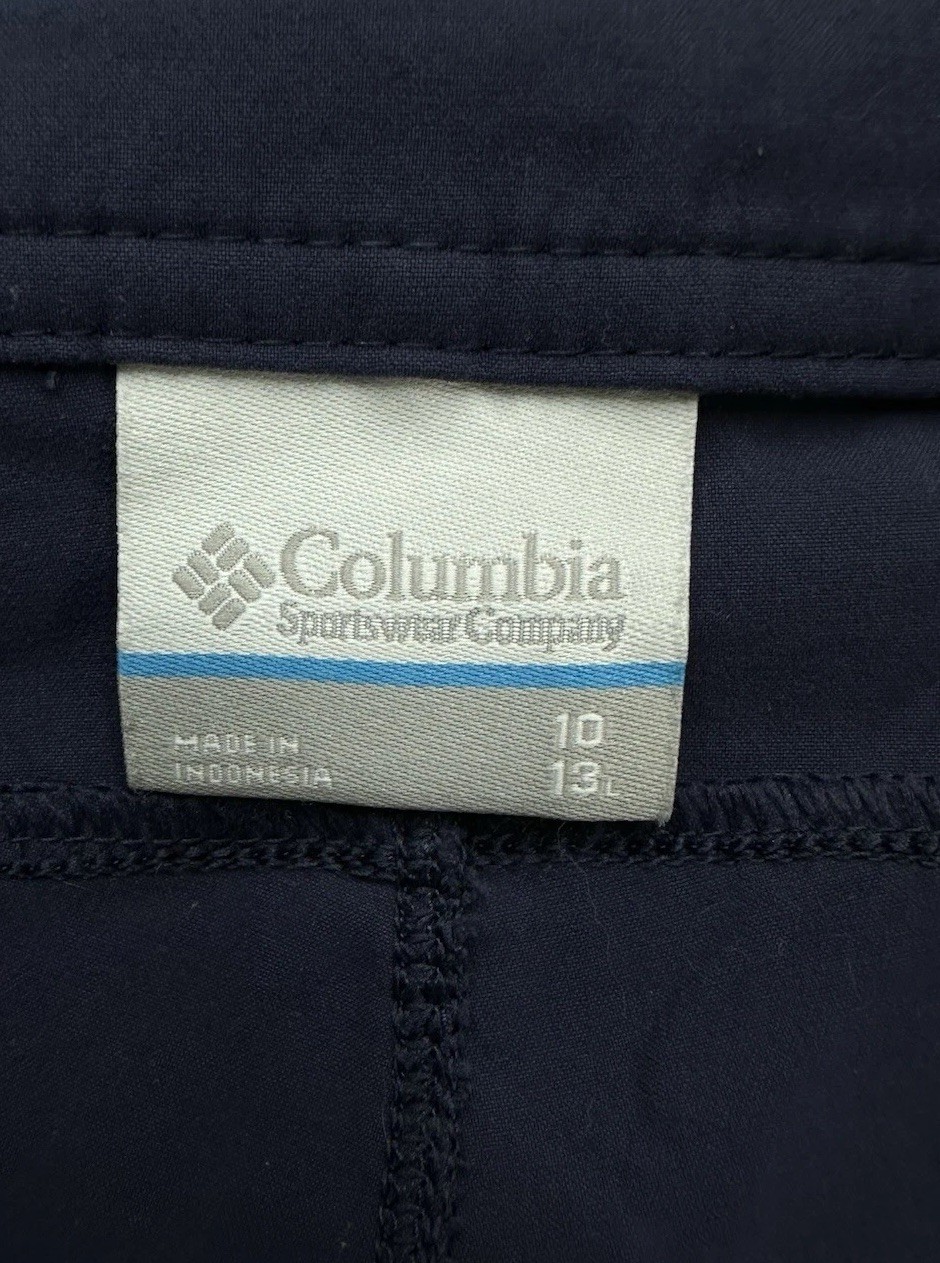 Columbia
Sportswear Company
MADE IN
INDONESIA
10
13L